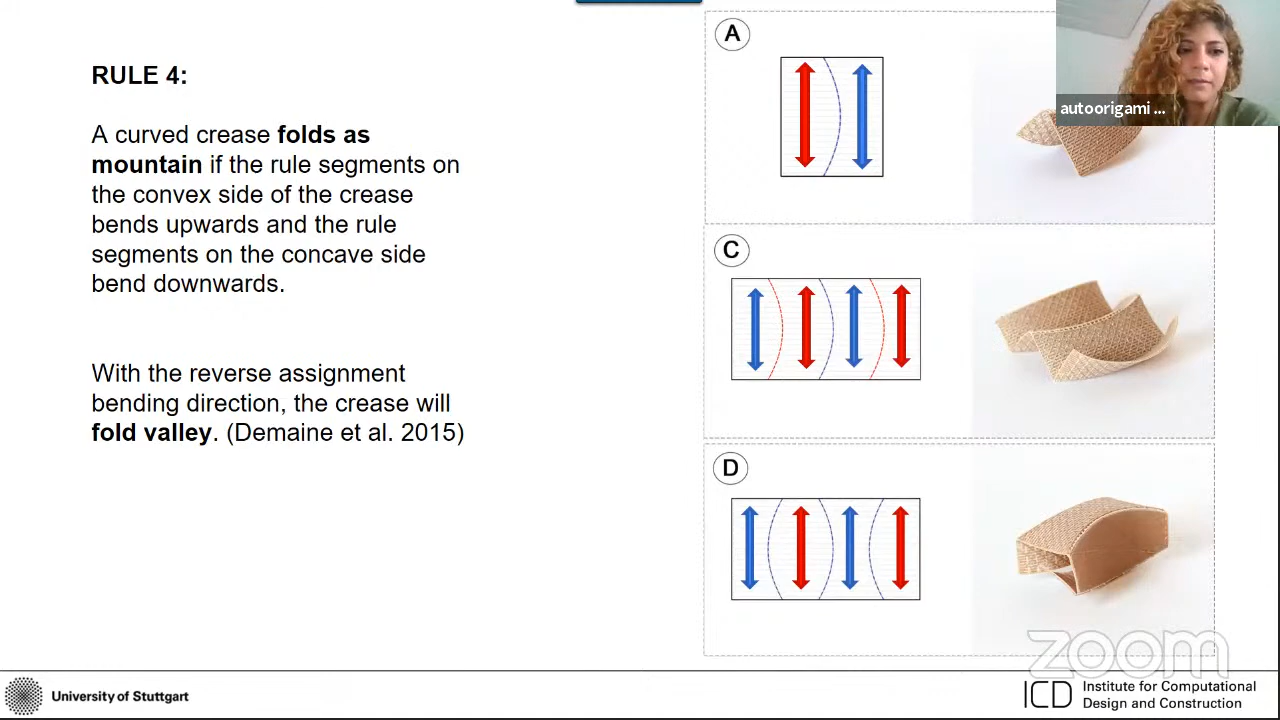 RULE 4:
A curved crease folds as
mountain if the rule segments on
the convex side of the crease
bends upwards and the rule
segments on the concave side
bend downwards.
With the reverse assignment
bending direction, the crease will
fold valley. (Demaine et al. 2015)
A
C
D
autoorigami ...
zoom
University of Stuttgart
ICD
Institute for Computational
Design and Construction